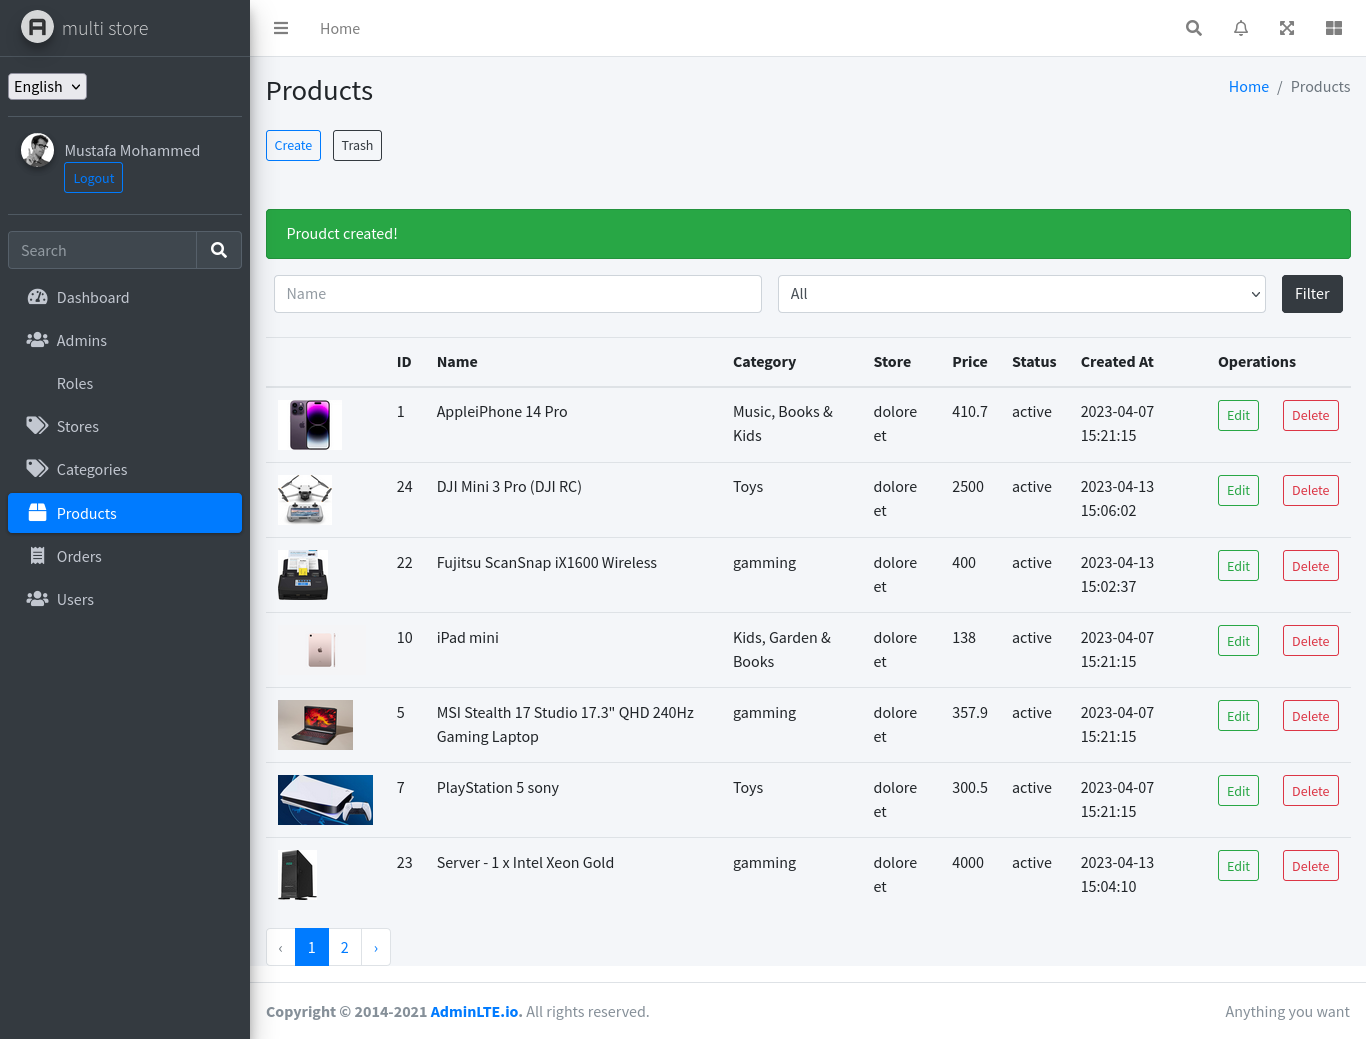 multi store
Home
English
Products
Home / Products
Mustafa Mohammed
Logout
Create
Trash
Search
Proudct created!
Name
All
Filter
Dashboard
Admins
Roles
Stores
Categories
Products
Orders
Users
ID Name Category Store Price Status Created At Operations
1 AppleiPhone 14 Pro Music, Books & dolore 410.7 active 2023-04-07 Edit Delete
Kids et 15:21:15
24 DJI Mini 3 Pro (DJI RC) Toys dolore 2500 active 2023-04-13 Edit Delete
et 15:06:02
22 Fujitsu ScanSnap iX1600 Wireless gamming dolore 400 active 2023-04-13 Edit Delete
et 15:02:37
10 iPad mini Kids, Garden & dolore 138 active 2023-04-07 Edit Delete
Books et 15:21:15
5 MSI Stealth 17 Studio 17.3" QHD 240Hz gamming dolore 357.9 active 2023-04-07 Edit Delete
Gaming Laptop et 15:21:15
7 PlayStation 5 sony Toys dolore 300.5 active 2023-04-07 Edit Delete
et 15:21:15
23 Server - 1 x Intel Xeon Gold gamming dolore 4000 active 2023-04-13 Edit Delete
et 15:04:10
‹ 1 2 ›
Copyright © 2014-2021 AdminLTE.io. All rights reserved.
Anything you want